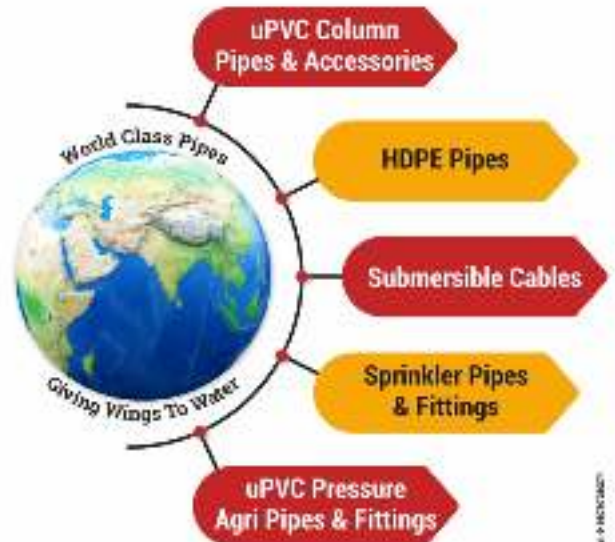 uPVC Column
Pipes & Accessories
World Class Pipes
HDPE Pipes
Submersible Cables
Giving Wings To Water
Sprinkler Pipes
& Fittings
uPVC Pressure
Agri Pipes & Fittings